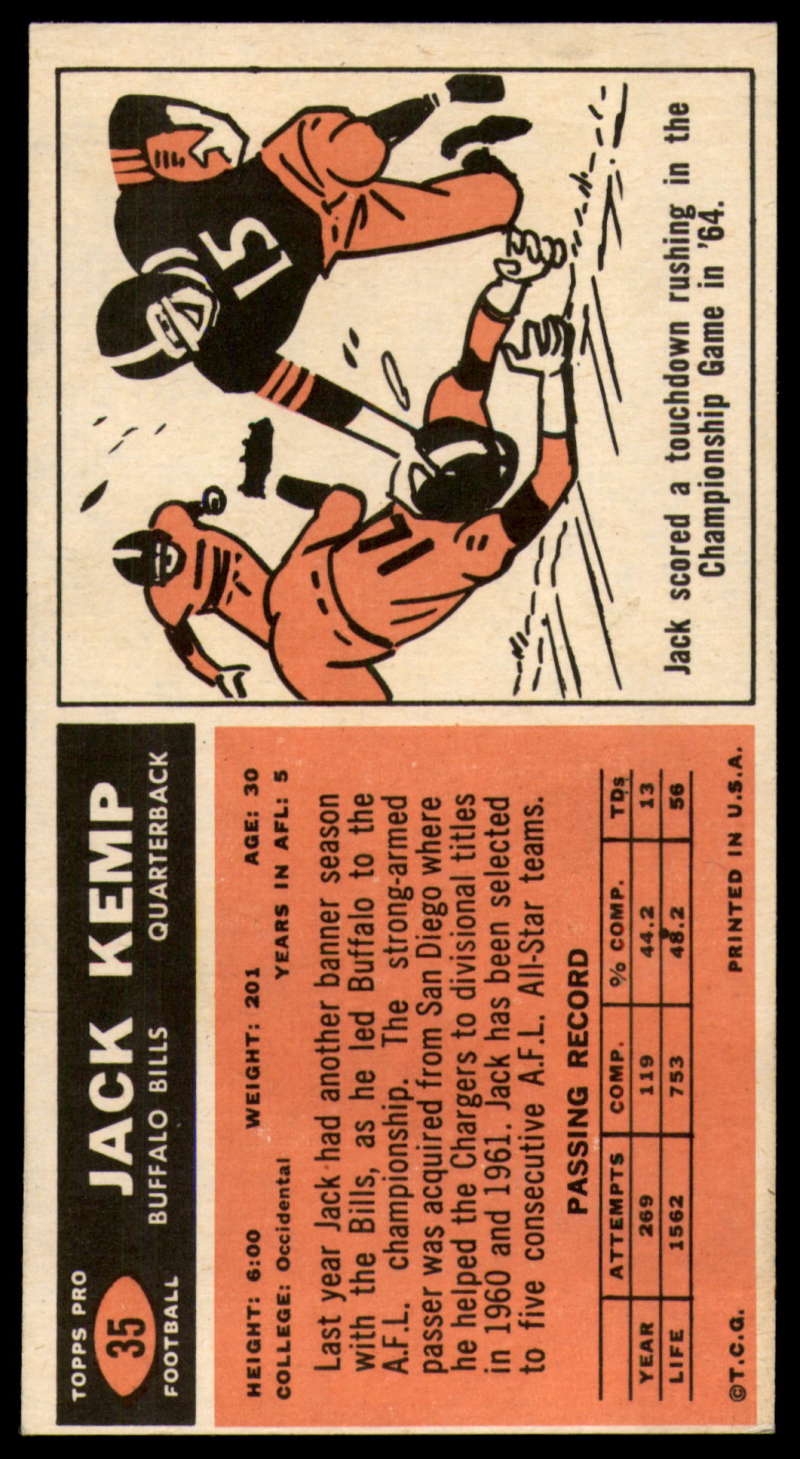 TOPPS PRO
35
FOOTBALL
JACK KEMP
BUFFALO BILLS QUARTERBACK
HEIGHT: 6:00 WEIGHT: 201 AGE: 30
COLLEGE: Occidental YEARS IN AFL: 5
Last year Jack had another banner season
with the Bills, as he led Buffalo to the
A.F.L. championship. The strong-armed
passer was acquired from San Diego where
he helped the Chargers to divisional titles
in 1960 and 1961. Jack has been selected
to five consecutive A.F.L. All-Star teams.
PASSING RECORD
ATTEMPTS COMP. % COMP. TDs
YEAR 269 119 44.2 13
LIFE 1562 753 48.2 56
©T.C.G. PRINTED IN U.S.A.
15
71
Jack scored a touchdown rushing in the
Championship Game in '64.